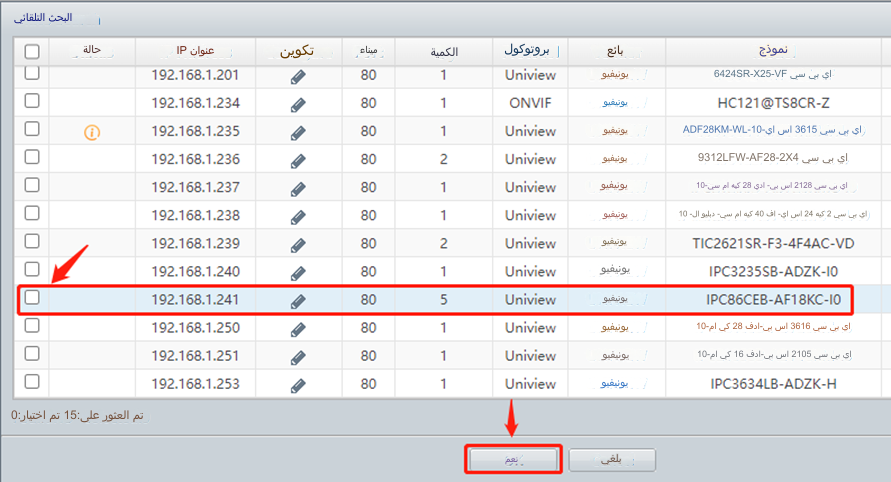 البحث التلقائي
حالة عنوان IP تكوين ميناء الكمية بروتوكول بائع نموذج
192.168.1.201 80 1 Uniview يونيفيو اي بي سي 6424SR-X25-VF
192.168.1.234 80 1 ONVIF يونيفيو HC121@TS8CR-Z
192.168.1.235 80 1 Uniview يونيفيو اي بي سي 3615 اس اي-ADF28KM-WL-10
192.168.1.236 80 2 Uniview يونيفيو اي بي سي 9312LFW-AF28-2X4
192.168.1.237 80 1 Uniview يونيفيو اي بي سي 2128 اس بي- ادي 28 كيه ام سي-10
192.168.1.238 80 1 Uniview يونيفيو اي بي سي 2 كيه 24 اس اي- اف 40 كيه ام سي- دبليو ال- 10
192.168.1.239 80 2 Uniview يونيفيو TIC2621SR-F3-4F4AC-VD
192.168.1.240 80 1 Uniview يونيفيو IPC3235SB-ADZK-I0
192.168.1.241 80 5 Uniview يونيفيو IPC86CEB-AF18KC-I0
192.168.1.250 80 1 Uniview يونيفيو اي بي سي 3616 اس بي-ادف 28 كي ام-10
192.168.1.251 80 1 Uniview يونيفيو اي بي سي 2105 اس بي-ادف 16 كي ام-10
192.168.1.253 80 1 Uniview يونيفيو IPC3634LB-ADZK-H
تم العثور على:15 تم اختيار:0
يلغي